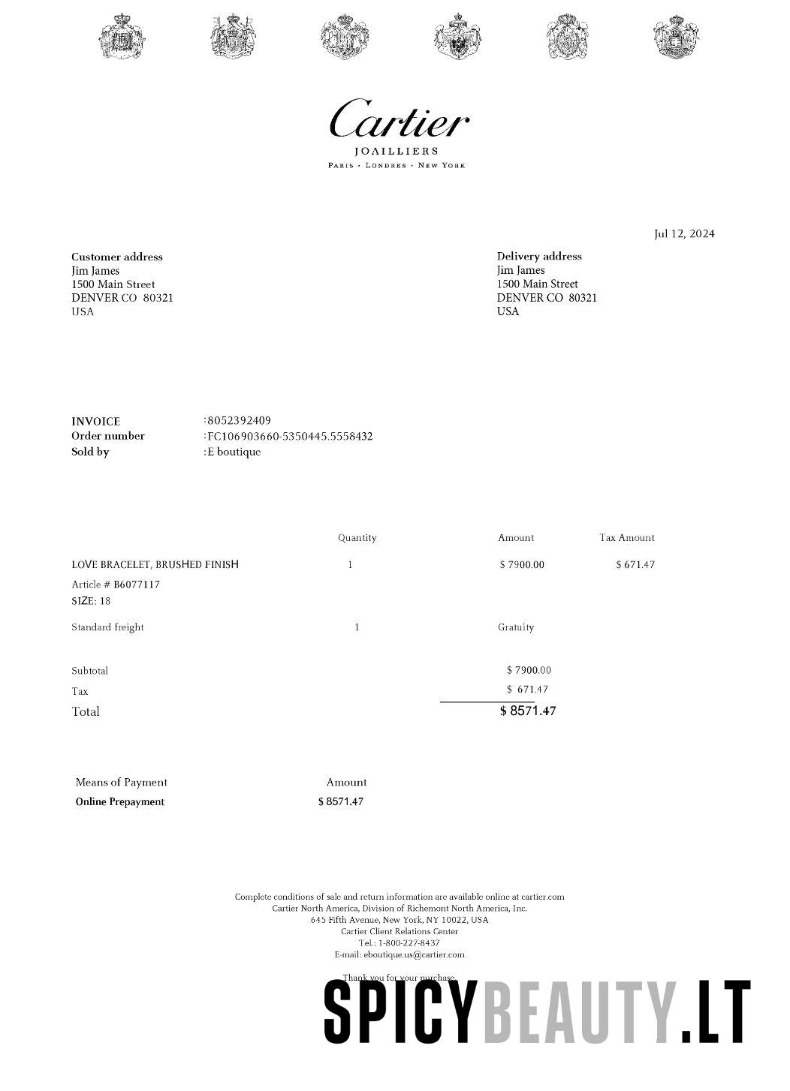 Cartier
JOAILLIERS
PARIS • LONDRES • NEW YORK
Jul 12, 2024
Customer address
Jim James
1500 Main Street
DENVER CO 80321
USA
Delivery address
Jim James
1500 Main Street
DENVER CO 80321
USA
INVOICE :8052392409
Order number :FC106903660-5350445.5558432
Sold by :E boutique
Quantity Amount Tax Amount
LOVE BRACELET, BRUSHED FINISH 1 $ 7900.00 $ 671.47
Article # B6077117
SIZE: 18
Standard freight 1 Gratuity
Subtotal $ 7900.00
Tax $ 671.47
Total $ 8571.47
Means of Payment Amount
Online Prepayment $ 8571.47
Complete conditions of sale and return information are available online at cartier.com
Cartier North America, Division of Richemont North America, Inc.
645 Fifth Avenue, New York, NY 10022, USA
Cartier Client Relations Center
Tel.: 1-800-227-8437
E-mail: eboutique.us@cartier.com
Thank you for your purchase.
SPICYBEAUTY.LT